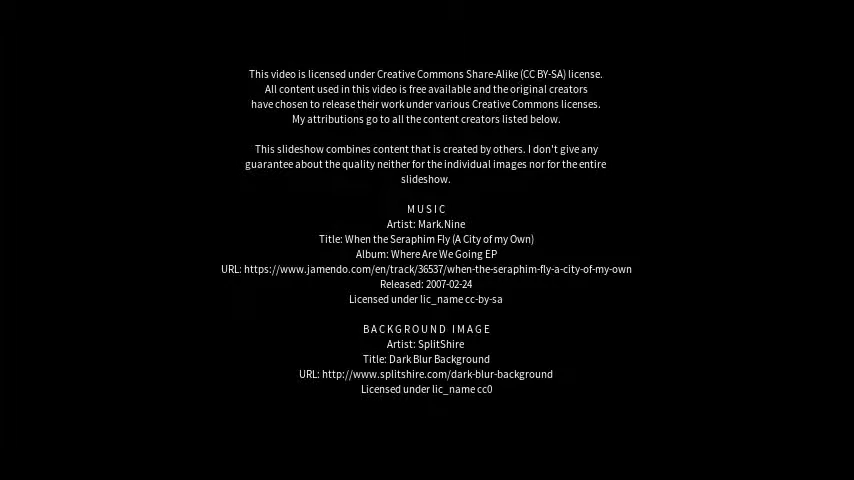 This video is licensed under Creative Commons Share-Alike (CC BY-SA) license.
All content used in this video is free available and the original creators
have chosen to release their work under various Creative Commons licenses.
My attributions go to all the content creators listed below.
This slideshow combines content that is created by others. I don't give any
guarantee about the quality neither for the individual images nor for the entire
slideshow.
MUSIC
Artist: Mark.Nine
Title: When the Seraphim Fly (A City of my Own)
Album: Where Are We Going EP
URL: https://www.jamendo.com/en/track/36537/when-the-seraphim-fly-a-city-of-my-own
Released: 2007-02-24
Licensed under lic_name cc-by-sa
BACKGROUND IMAGE
Artist: SplitShire
Title: Dark Blur Background
URL: http://www.splitshire.com/dark-blur-background
Licensed under lic_name cc0